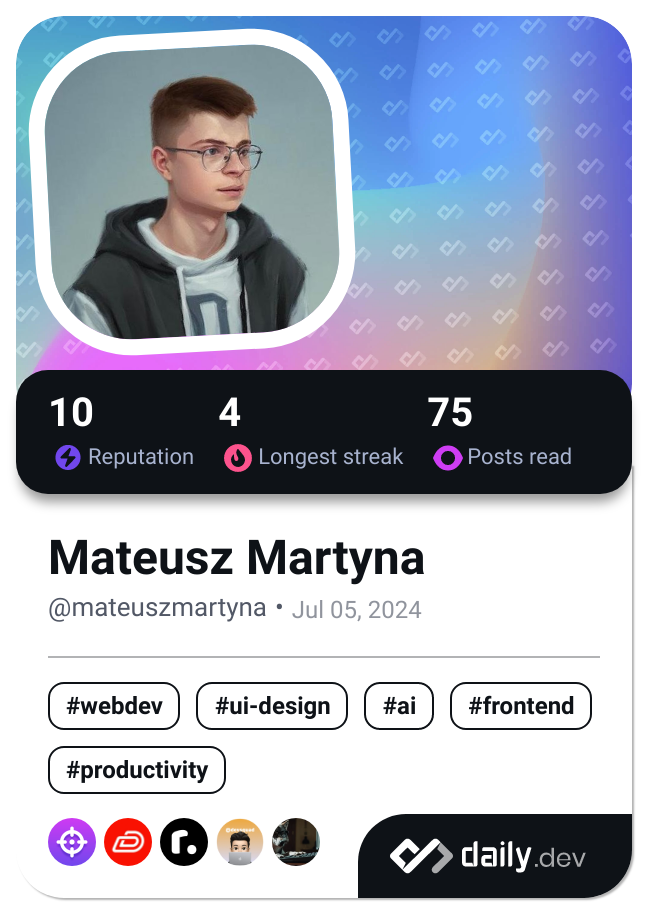 10 4 75
Reputation Longest streak Posts read
Mateusz Martyna
@mateuszmartyna • Jul 05, 2024
#webdev #ui-design #ai #frontend
#productivity
daily.dev